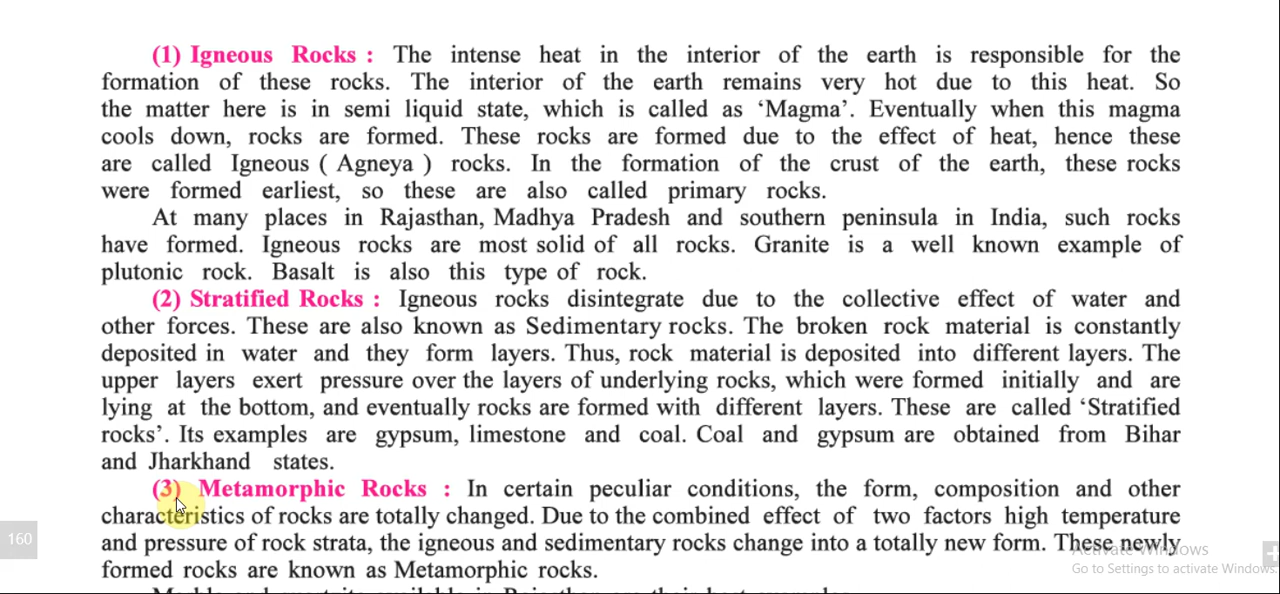 (1) Igneous Rocks : The intense heat in the interior of the earth is responsible for the
formation of these rocks. The interior of the earth remains very hot due to this heat. So
the matter here is in semi liquid state, which is called as ‘Magma’. Eventually when this magma
cools down, rocks are formed. These rocks are formed due to the effect of heat, hence these
are called Igneous ( Agneya ) rocks. In the formation of the crust of the earth, these rocks
were formed earliest, so these are also called primary rocks.
At many places in Rajasthan, Madhya Pradesh and southern peninsula in India, such rocks
have formed. Igneous rocks are most solid of all rocks. Granite is a well known example of
plutonic rock. Basalt is also this type of rock.
(2) Stratified Rocks : Igneous rocks disintegrate due to the collective effect of water and
other forces. These are also known as Sedimentary rocks. The broken rock material is constantly
deposited in water and they form layers. Thus, rock material is deposited into different layers. The
upper layers exert pressure over the layers of underlying rocks, which were formed initially and are
lying at the bottom, and eventually rocks are formed with different layers. These are called ‘Stratified
rocks’. Its examples are gypsum, limestone and coal. Coal and gypsum are obtained from Bihar
and Jharkhand states.
(3) Metamorphic Rocks : In certain peculiar conditions, the form, composition and other
characteristics of rocks are totally changed. Due to the combined effect of two factors high temperature
and pressure of rock strata, the igneous and sedimentary rocks change into a totally new form. These newly
formed rocks are known as Metamorphic rocks.
160
Activate Windows
Go to Settings to activate Windows.